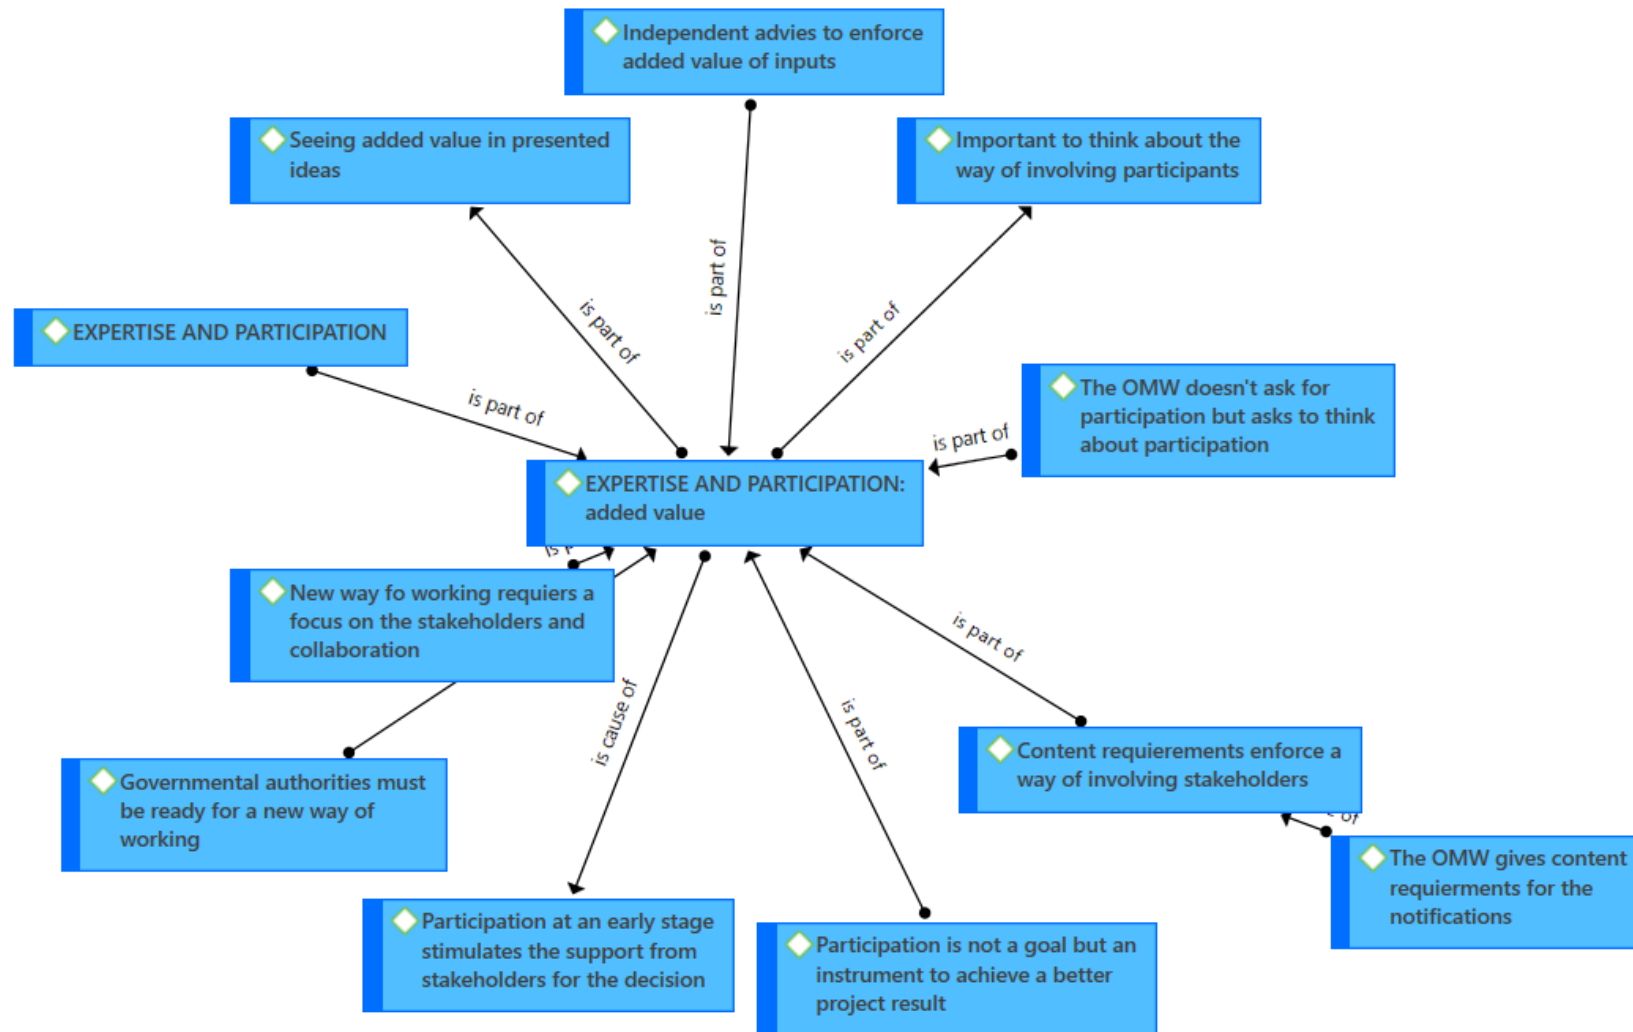 Independent advies to enforce
added value of inputs
Seeing added value in presented
ideas
Important to think about the
way of involving participants
is part of
is part of
is part of
EXPERTISE AND PARTICIPATION
is part of
The OMW doesn't ask for
participation but asks to think
about participation
is part of
EXPERTISE AND PARTICIPATION:
added value
is
New way fo working requiers a
focus on the stakeholders and
collaboration
is part of
is cause of
is part of
Content requierements enforce a
way of involving stakeholders
of
Governmental authorities must
be ready for a new way of
working
The OMW gives content
requierments for the
notifications
Participation at an early stage
stimulates the support from
stakeholders for the decision
Participation is not a goal but an
instrument to achieve a better
project result